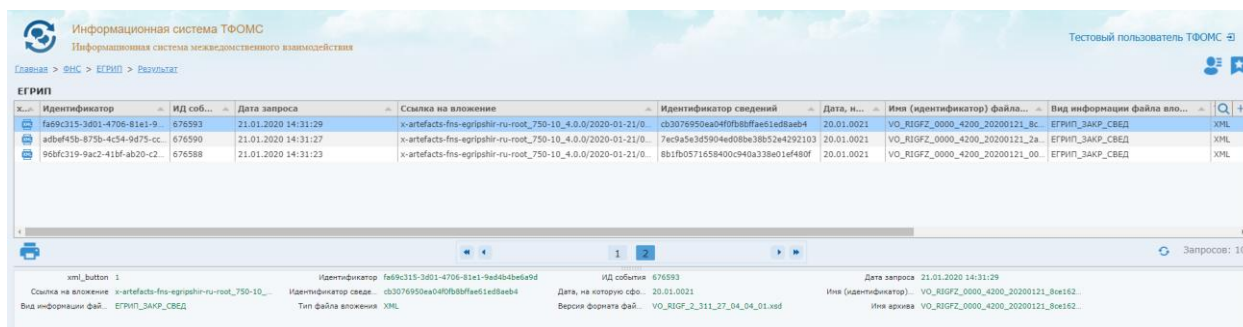 Информационная система ТФОМС
Информационная система межведомственного взаимодействия
Тестовый пользователь ТФОМС
Главная > ФНС > ЕГРИП > Результат
ЕГРИП
х... Идентификатор ИД соб... Дата запроса Ссылка на вложение Идентификатор сведений Дата, н... Имя (идентификатор) файла... Вид информации файла вло...
fa69c315-3d01-4706-81e1-9... 676593 21.01.2020 14:31:29 x-artefacts-fns-egripshir-ru-root_750-10_4.0.0/2020-01-21/0... cb3076950ea04f0fb8bffae61ed8aeb4 20.01.0021 VO_RIGFZ_0000_4200_20200121_8c... ЕГРИП_ЗАКР_СВЕД XML
adbef45b-875b-4c54-9d75-cc... 676590 21.01.2020 14:31:27 x-artefacts-fns-egripshir-ru-root_750-10_4.0.0/2020-01-21/0... 7ec9a5e3d5904ed08be38b52e4292103 20.01.0021 VO_RIGFZ_0000_4200_20200121_2a... ЕГРИП_ЗАКР_СВЕД XML
96bfc319-9ac2-41bf-ab20-c2... 676588 21.01.2020 14:31:23 x-artefacts-fns-egripshir-ru-root_750-10_4.0.0/2020-01-21/0... 8b1fb0571658400c940a338e01ef480f 20.01.0021 VO_RIGFZ_0000_4200_20200121_00... ЕГРИП_ЗАКР_СВЕД XML
1 2 Запросов: 10
xml_button 1 Идентификатор fa69c315-3d01-4706-81e1-9ad4b4be6a9d ИД события 676593 Дата запроса 21.01.2020 14:31:29
Ссылка на вложение x-artefacts-fns-egripshir-ru-root_750-10_... Идентификатор сведе... cb3076950ea04f0fb8bffae61ed8aeb4 Дата, на которую сфо... 20.01.0021 Имя (идентификатор)... VO_RIGFZ_0000_4200_20200121_8ce162...
Вид информации фай... ЕГРИП_ЗАКР_СВЕД Тип файла вложения XML Версия формата фай... VO_RIGF_2_311_27_04_04_01.xsd Имя архива VO_RIGFZ_0000_4200_20200121_8ce162...